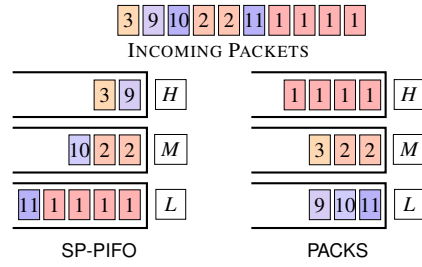 3 9 10 2 2 11 1 1 1 1
INCOMING PACKETS
3 9 H 1 1 1 1 H
10 2 2 M 3 2 2 M
11 1 1 1 1 L 9 10 11 L
SP-PIFO PACKS